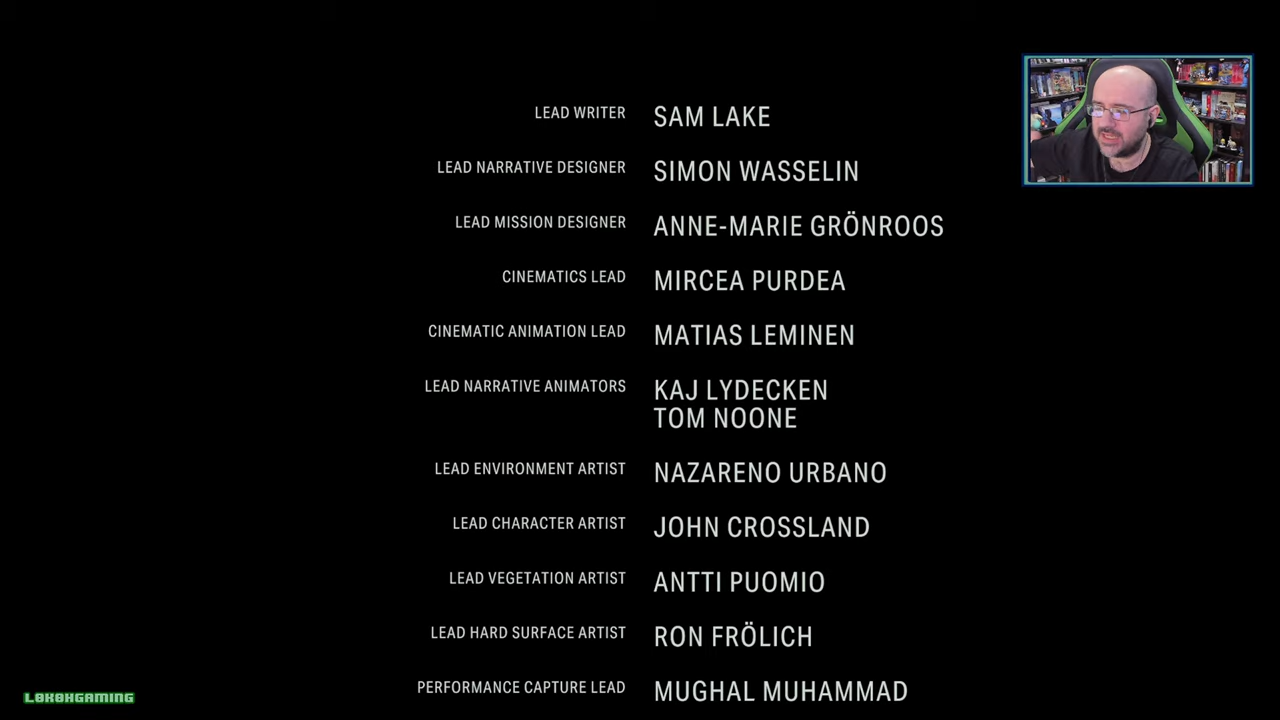 LEAD WRITER SAM LAKE
LEAD NARRATIVE DESIGNER SIMON WASSELIN
LEAD MISSION DESIGNER ANNE-MARIE GRÖNROOS
CINEMATICS LEAD MIRCEA PURDEA
CINEMATIC ANIMATION LEAD MATIAS LEMINEN
LEAD NARRATIVE ANIMATORS KAJ LYDECKEN
TOM NOONE
LEAD ENVIRONMENT ARTIST NAZARENO URBANO
LEAD CHARACTER ARTIST JOHN CROSSLAND
LEAD VEGETATION ARTIST ANTTI PUOMIO
LEAD HARD SURFACE ARTIST RON FRÖLICH
PERFORMANCE CAPTURE LEAD MUGHAL MUHAMMAD
L0K0HGAMING